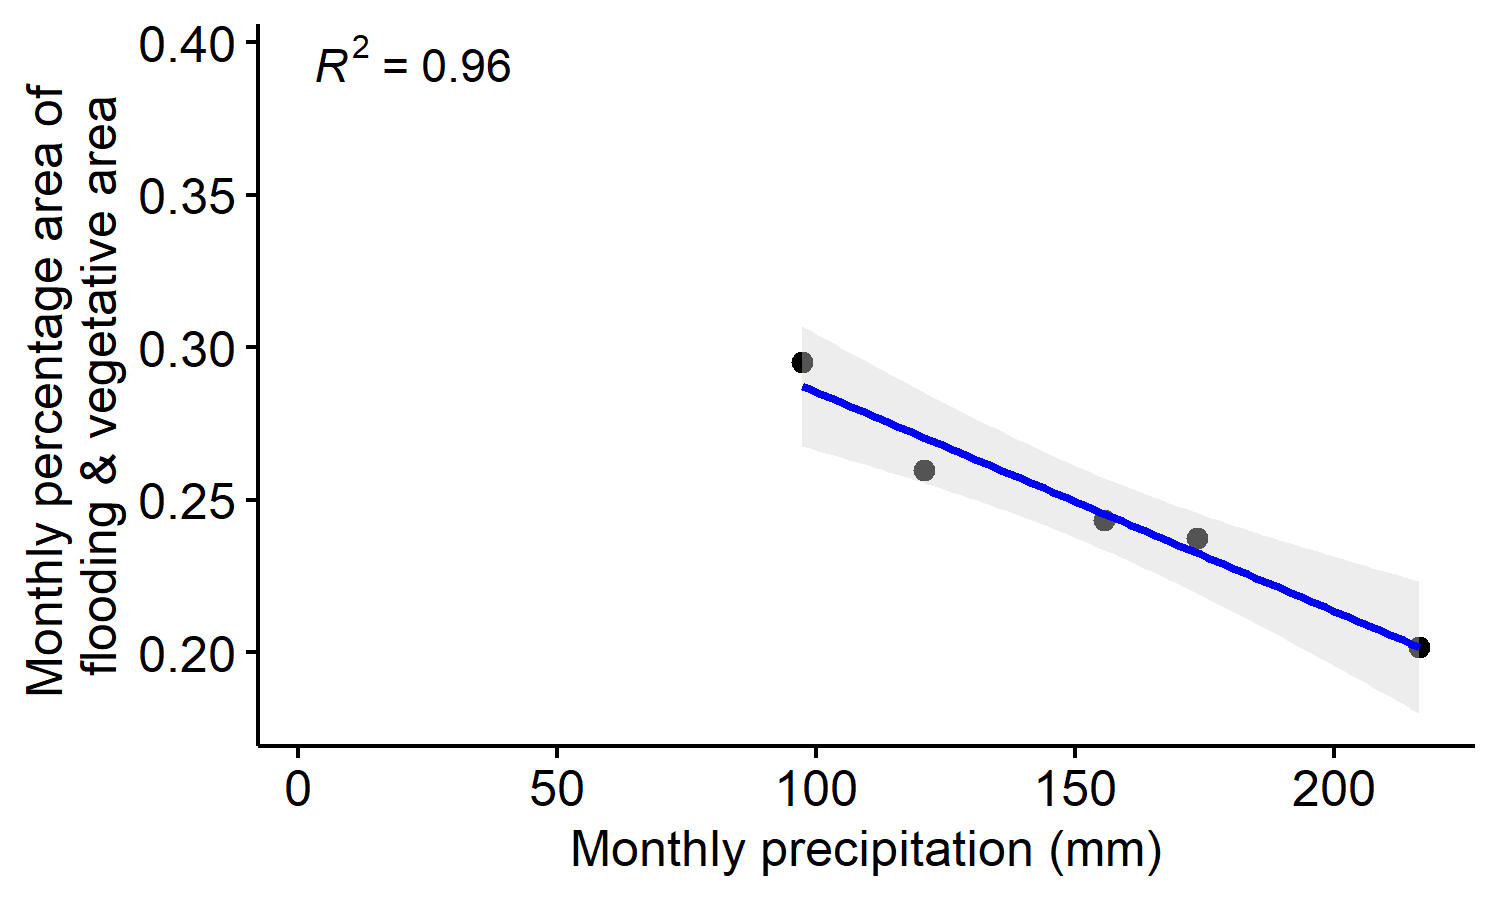 R² = 0.96
Monthly percentage area of
flooding & vegetative area
0.40
0.35
0.30
0.25
0.20
0 50 100 150 200
Monthly precipitation (mm)